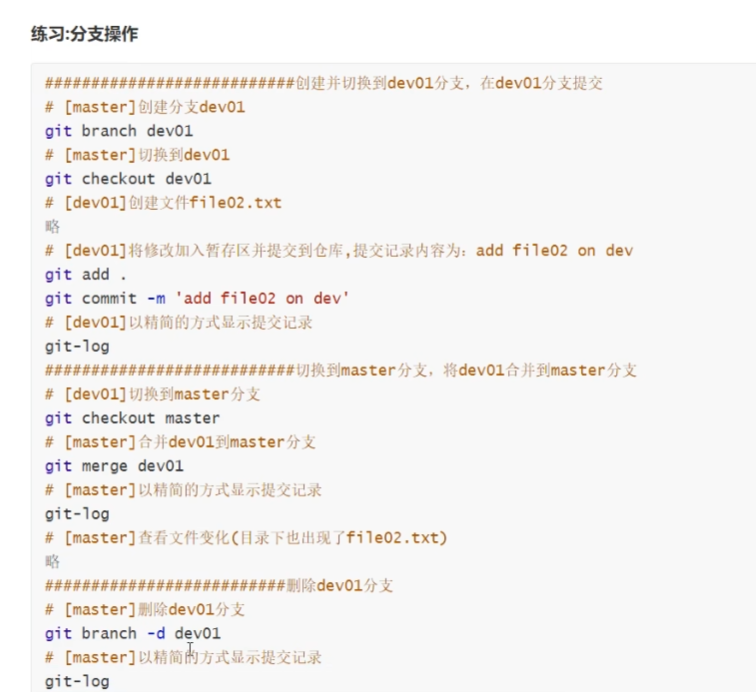 练习:分支操作
###########################创建并切换到dev01分支，在dev01分支提交
# [master]创建分支dev01
git branch dev01
# [master]切换到dev01
git checkout dev01
# [dev01]创建文件file02.txt
略
# [dev01]将修改加入暂存区并提交到仓库,提交记录内容为：add file02 on dev
git add .
git commit -m 'add file02 on dev'
# [dev01]以精简的方式显示提交记录
git-log
###########################切换到master分支，将dev01合并到master分支
# [dev01]切换到master分支
git checkout master
# [master]合并dev01到master分支
git merge dev01
# [master]以精简的方式显示提交记录
git-log
# [master]查看文件变化(目录下也出现了file02.txt)
略
##########################删除dev01分支
# [master]删除dev01分支
git branch -d dev01
# [master]以精简的方式显示提交记录
git-log